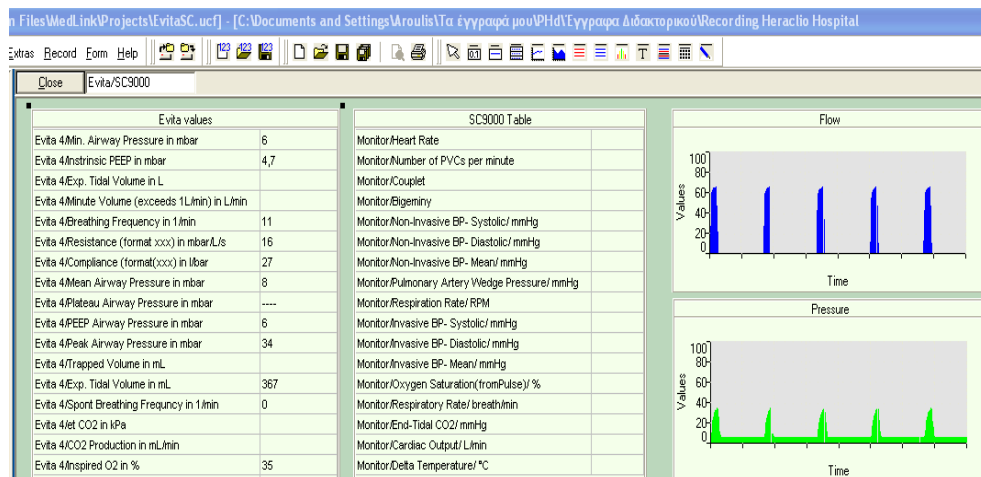 n Files\MedLink\Projects\EvitaSC.ucf] - [C:\Documents and Settings\Aroulis\Τα έγγραφά μου\PHd\Έγγραφα Διδακτορικού\Recording Heraclio Hospital
Extras Record Form Help
Close Evita/SC9000
Evita values
Evita 4/Min. Airway Pressure in mbar 6
Evita 4/Instrinsic PEEP in mbar 4,7
Evita 4/Exp. Tidal Volume in L
Evita 4/Minute Volume (exceeds 1L/min) in L/min
Evita 4/Breathing Frequency in 1/min 11
Evita 4/Resistance (format xxx) in mbar/L/s 16
Evita 4/Compliance (format(xxx) in l/bar 27
Evita 4/Mean Airway Pressure in mbar 8
Evita 4/Plateau Airway Pressure in mbar ----
Evita 4/PEEP Airway Pressure in mbar 6
Evita 4/Peak Airway Pressure in mbar 34
Evita 4/Trapped Volume in mL
Evita 4/Exp. Tidal Volume in mL 367
Evita 4/Spont Breathing Frequncy in 1/min 0
Evita 4/et CO2 in kPa
Evita 4/CO2 Production in mL/min
Evita 4/Inspired O2 in % 35
SC9000 Table
Monitor/Heart Rate
Monitor/Number of PVCs per minute
Monitor/Couplet
Monitor/Bigeminy
Monitor/Non-Invasive BP- Systolic/ mmHg
Monitor/Non-Invasive BP- Diastolic/ mmHg
Monitor/Non-Invasive BP- Mean/ mmHg
Monitor/Pulmonary Artery Wedge Pressure/ mmHg
Monitor/Respiration Rate/ RPM
Monitor/Invasive BP- Systolic/ mmHg
Monitor/Invasive BP- Diastolic/ mmHg
Monitor/Invasive BP- Mean/ mmHg
Monitor/Oxygen Saturation(fromPulse)/ %
Monitor/Respiratory Rate/ breath/min
Monitor/End-Tidal CO2/ mmHg
Monitor/Cardiac Output/ L/min
Monitor/Delta Temperature/ °C
Flow
100
80
60
40
20
0
Values
Time
Pressure
100
80
60
40
20
0
Values
Time